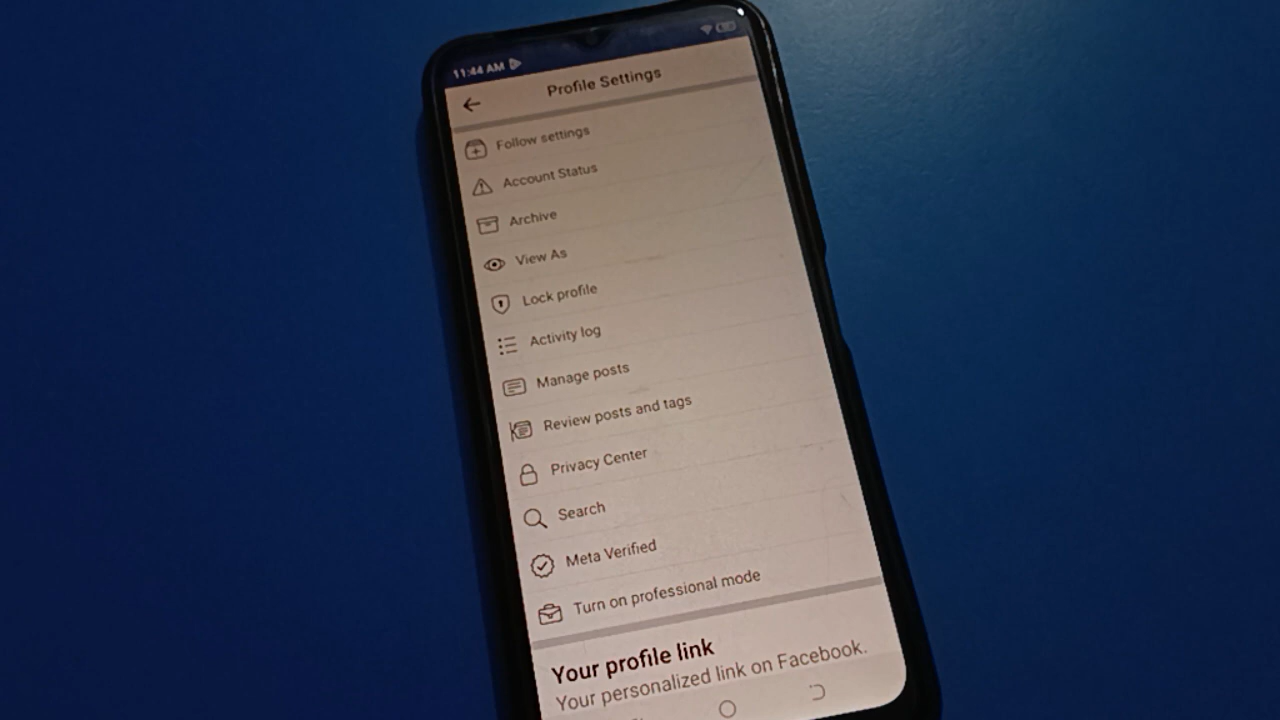 11:44 AM
Profile Settings
Follow settings
Account Status
Archive
View As
Lock profile
Activity log
Manage posts
Review posts and tags
Privacy Center
Search
Meta Verified
Turn on professional mode
Your profile link
Your personalized link on Facebook.